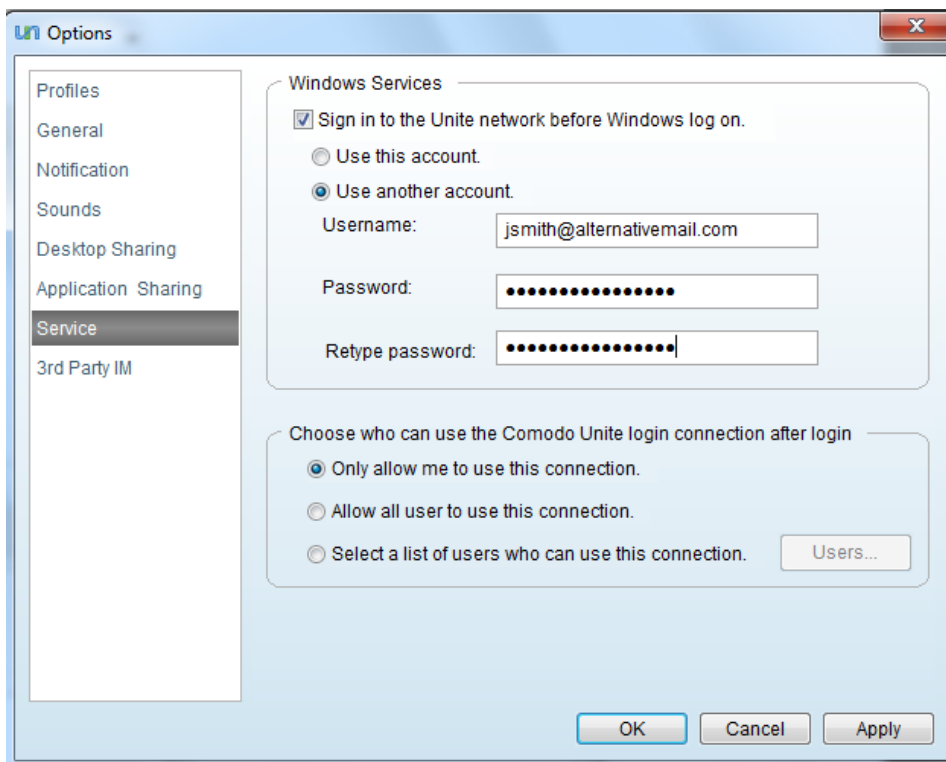 un Options
Profiles
General
Notification
Sounds
Desktop Sharing
Application Sharing
Service
3rd Party IM
Windows Services
Sign in to the Unite network before Windows log on.
Use this account.
Use another account.
Username: jsmith@alternativemail.com
Password: ••••••••••••••••
Retype password: ••••••••••••••••
Choose who can use the Comodo Unite login connection after login
Only allow me to use this connection.
Allow all user to use this connection.
Select a list of users who can use this connection. Users...
OK Cancel Apply